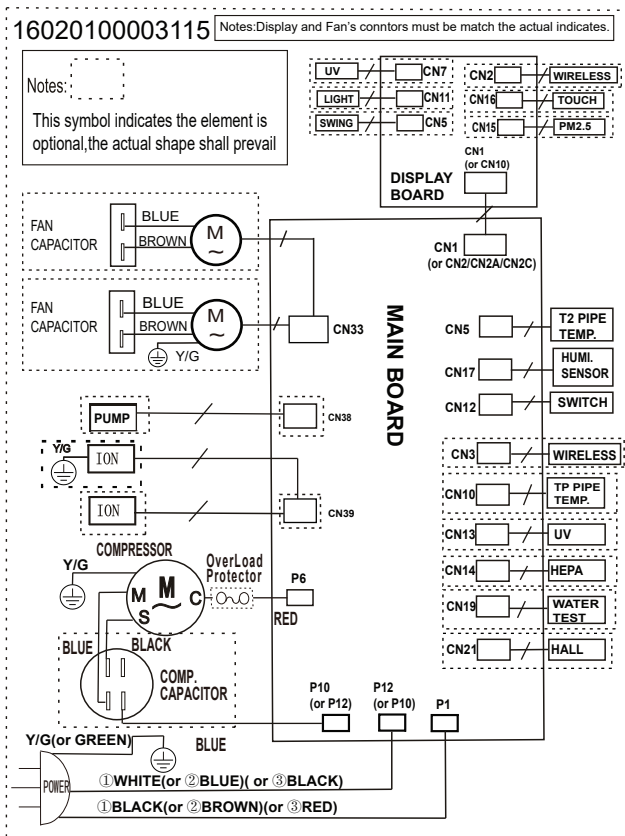 16020100003115
Notes:Display and Fan's conntors must be match the actual indicates.
Notes:
This symbol indicates the element is
optional,the actual shape shall prevail
UV
CN7
LIGHT
CN11
SWING
CN5
CN2
WIRELESS
CN16
TOUCH
CN15
PM2.5
CN1
(or CN10)
DISPLAY
BOARD
CN1
(or CN2/CN2A/CN2C)
FAN
CAPACITOR
BLUE
BROWN
M
~
FAN
CAPACITOR
BLUE
BROWN
Y/G
M
~
CN33
MAIN BOARD
CN5
T2 PIPE
TEMP.
CN17
HUMI.
SENSOR
CN12
SWITCH
PUMP
CN38
Y/G
ION
ION
CN39
CN3
WIRELESS
CN10
TP PIPE
TEMP.
CN13
UV
CN14
HEPA
CN19
WATER
TEST
CN21
HALL
COMPRESSOR
Y/G
M
M
~
C
S
OverLoad
Protector
P6
RED
BLUE
BLACK
COMP.
CAPACITOR
P10
(or P12)
P12
(or P10)
P1
BLUE
Y/G(or GREEN)
POWER
①WHITE(or ②BLUE)( or ③BLACK)
①BLACK(or ②BROWN)(or ③RED)